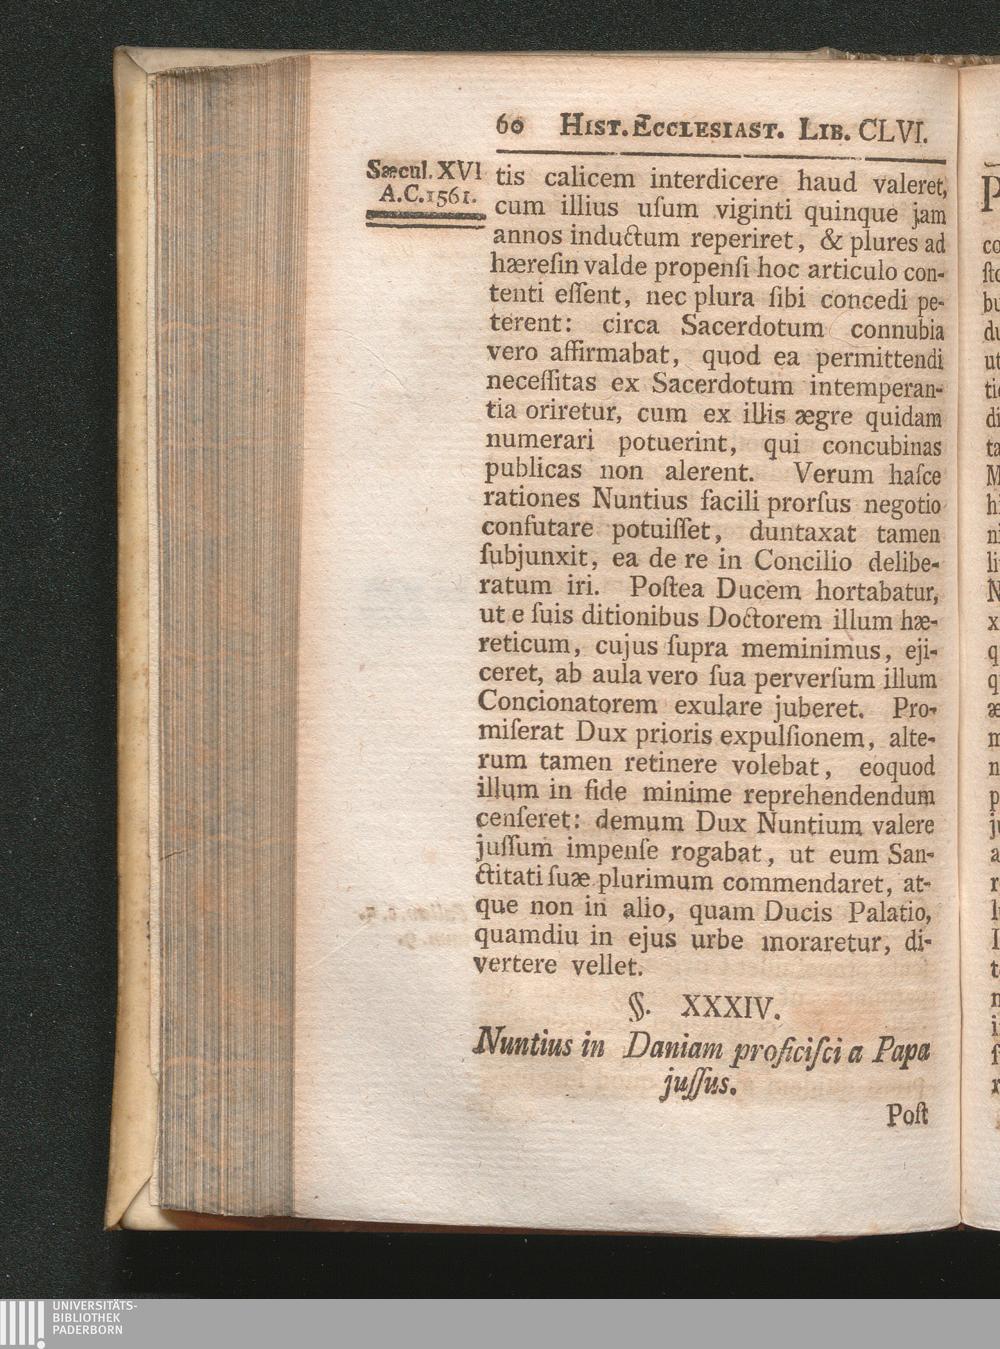 60 Hist. Ecclesiast. Lib. CLVI.
Sæcul. XVI
A.C.1561.
tis calicem interdicere haud valeret,
cum illius uſum viginti quinque jam
annos inductum reperiret, & plures ad
hæreſin valde propenſi hoc articulo con-
tenti eſſent, nec plura ſibi concedi pe-
terent: circa Sacerdotum connubia
vero affirmabat, quod ea permittendi
neceſſitas ex Sacerdotum intemperan-
tia oriretur, cum ex illis ægre quidam
numerari potuerint, qui concubinas
publicas non alerent. Verum haſce
rationes Nuntius facili prorſus negotio
confutare potuiſſet, duntaxat tamen
ſubjunxit, ea de re in Concilio delibe-
ratum iri. Poſtea Ducem hortabatur,
ut e ſuis ditionibus Doctorem illum hæ-
reticum, cujus ſupra meminimus, eji-
ceret, ab aula vero ſua perverſum illum
Concionatorem exulare juberet. Pro-
miſerat Dux prioris expulſionem, alte-
rum tamen retinere volebat, eoquod
illum in fide minime reprehendendum
cenſeret: demum Dux Nuntium valere
juſſum impenſe rogabat, ut eum San-
ctitati ſuæ plurimum commendaret, at-
que non in alio, quam Ducis Palatio,
quamdiu in ejus urbe moraretur, di-
vertere vellet.
§. XXXIV.
Nuntius in Daniam proficiſci a Papa
juſſus.
Poſt
UNIVERSITÄTS-
BIBLIOTHEK
PADERBORN